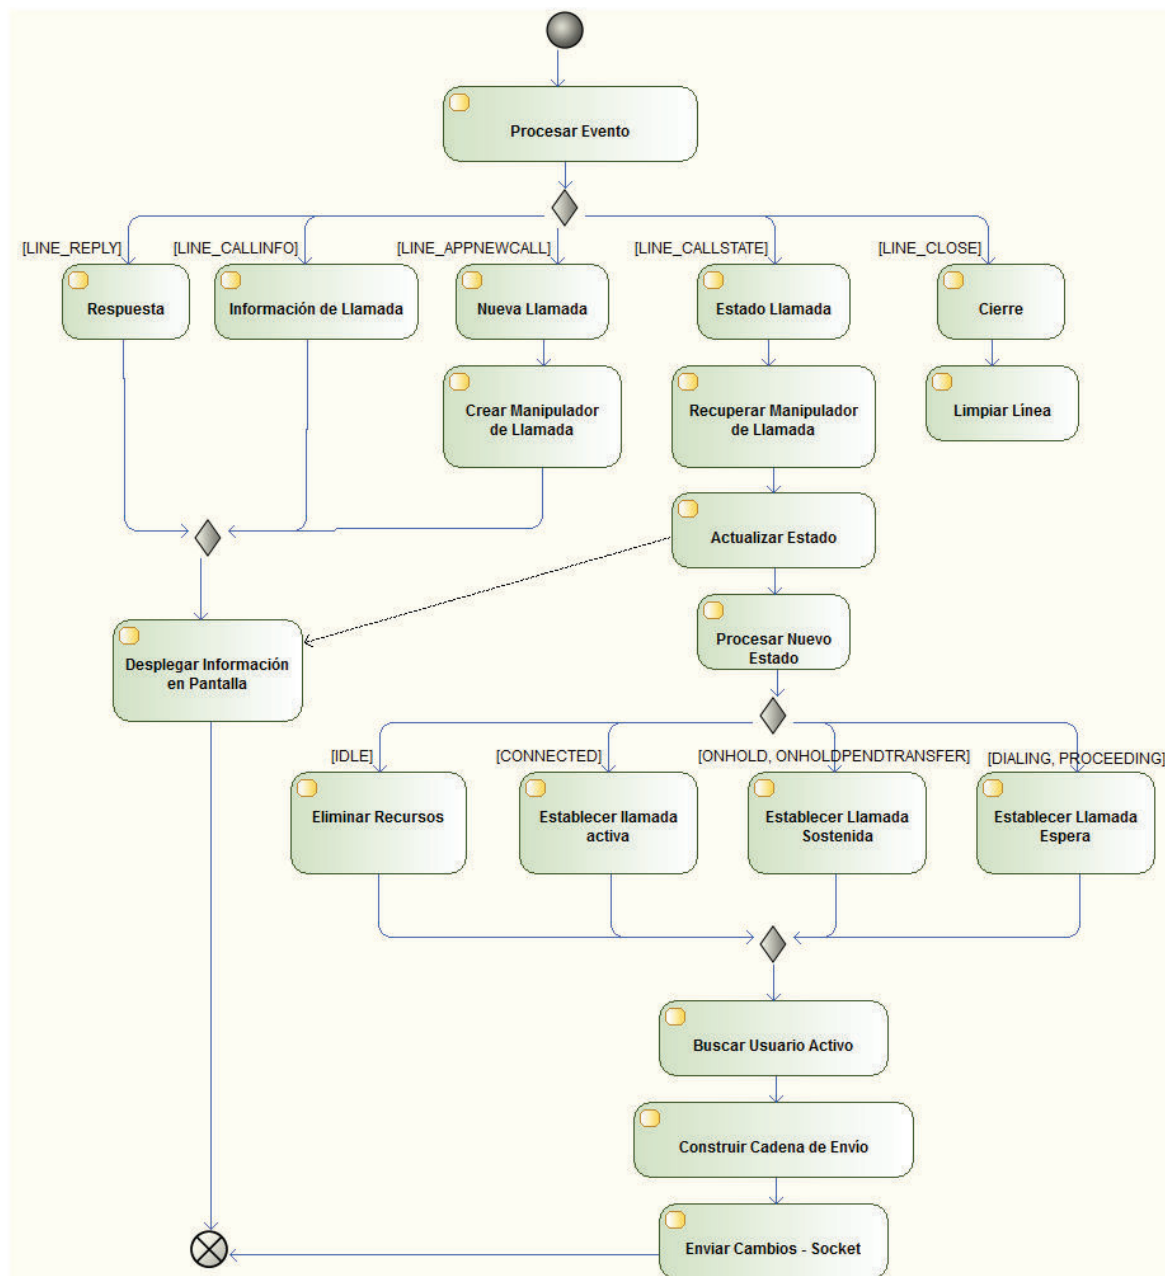 Procesar Evento
[LINE_REPLY]
[LINE_CALLINFO]
[LINE_APPNEWCALL]
[LINE_CALLSTATE]
[LINE_CLOSE]
Respuesta
Información de Llamada
Nueva Llamada
Estado Llamada
Cierre
Crear Manipulador
de Llamada
Recuperar Manipulador
de Llamada
Limpiar Línea
Actualizar Estado
Procesar Nuevo
Estado
Desplegar Información
en Pantalla
[IDLE]
[CONNECTED]
[ONHOLD, ONHOLDPENDTRANSFER]
[DIALING, PROCEEDING]
Eliminar Recursos
Establecer llamada
activa
Establecer Llamada
Sostenida
Establecer Llamada
Espera
Buscar Usuario Activo
Construir Cadena de Envío
Enviar Cambios - Socket